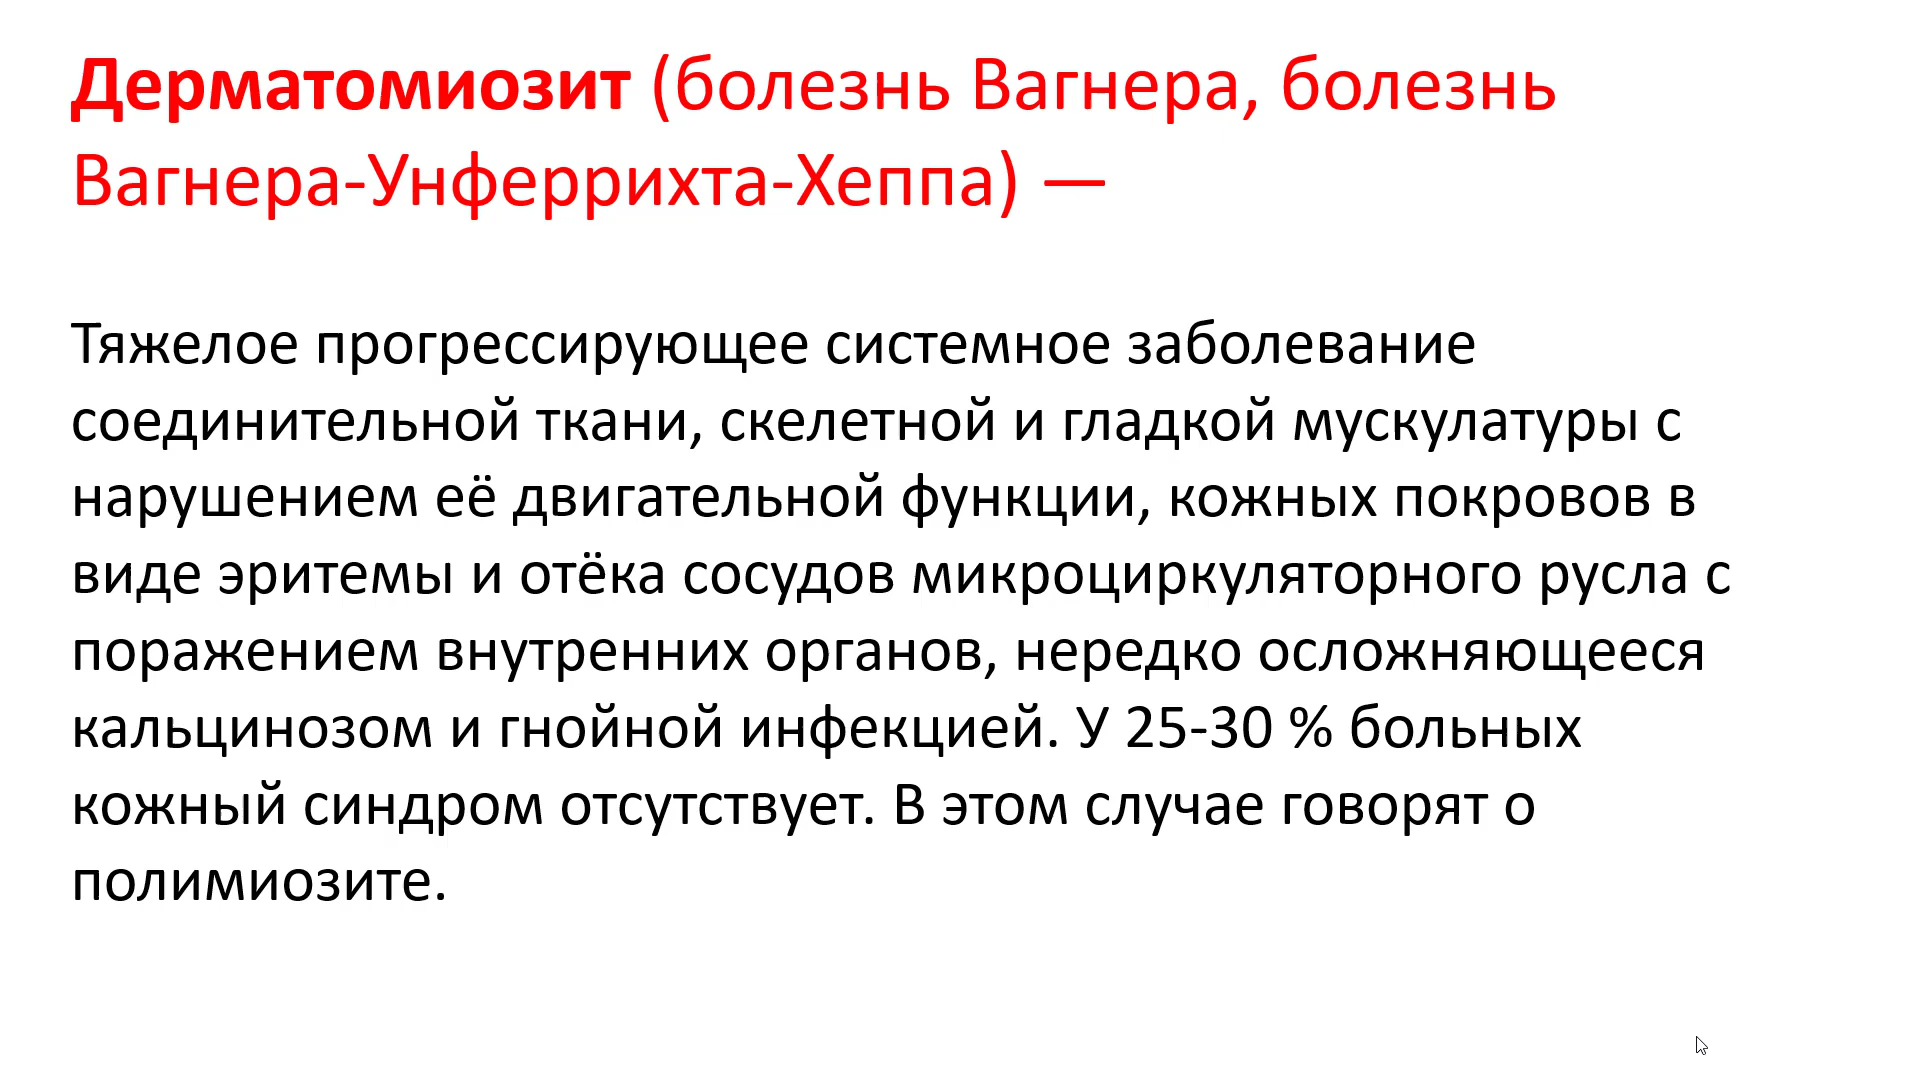 Дерматомиозит (болезнь Вагнера, болезнь
Вагнера-Унферрихта-Хеппа) —
Тяжелое прогрессирующее системное заболевание
соединительной ткани, скелетной и гладкой мускулатуры с
нарушением её двигательной функции, кожных покровов в
виде эритемы и отёка сосудов микроциркуляторного русла с
поражением внутренних органов, нередко осложняющееся
кальцинозом и гнойной инфекцией. У 25-30 % больных
кожный синдром отсутствует. В этом случае говорят о
полимиозите.